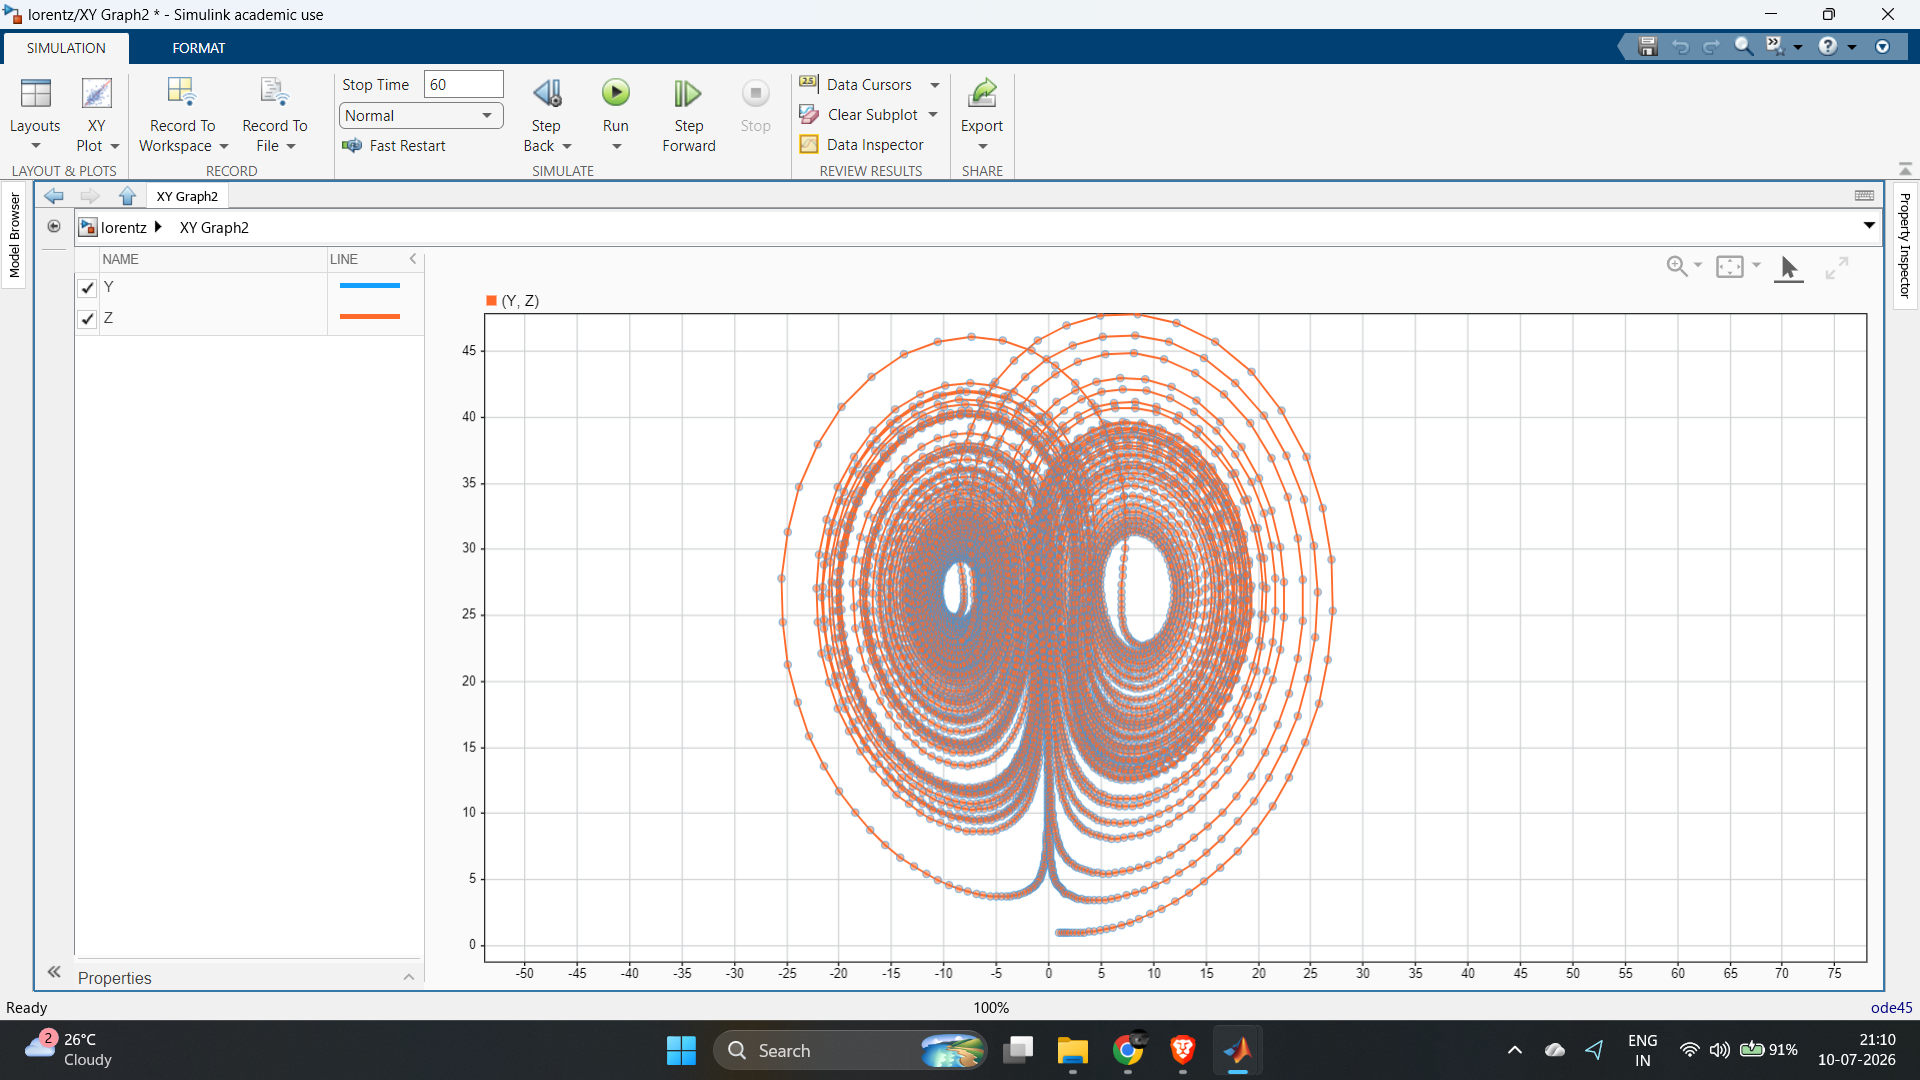 lorentz/XY Graph2 * - Simulink academic use
SIMULATION
FORMAT
Layouts
XY
Plot
Record To
Workspace
Record To
File
Stop Time
60
Normal
Fast Restart
Step
Back
Run
Step
Forward
Stop
2.5
Data Cursors
Clear Subplot
Data Inspector
Export
LAYOUT & PLOTS
RECORD
SIMULATE
REVIEW RESULTS
SHARE
Model Browser
XY Graph2
Property Inspector
lorentz
XY Graph2
NAME
LINE
Y
Z
(Y, Z)
45
40
35
30
25
20
15
10
5
0
-50 -45 -40 -35 -30 -25 -20 -15 -10 -5 0 5 10 15 20 25 30 35 40 45 50 55 60 65 70 75
Properties
Ready
100%
ode45
2
26°C
Cloudy
Search
ENG
IN
91%
21:10
10-07-2026